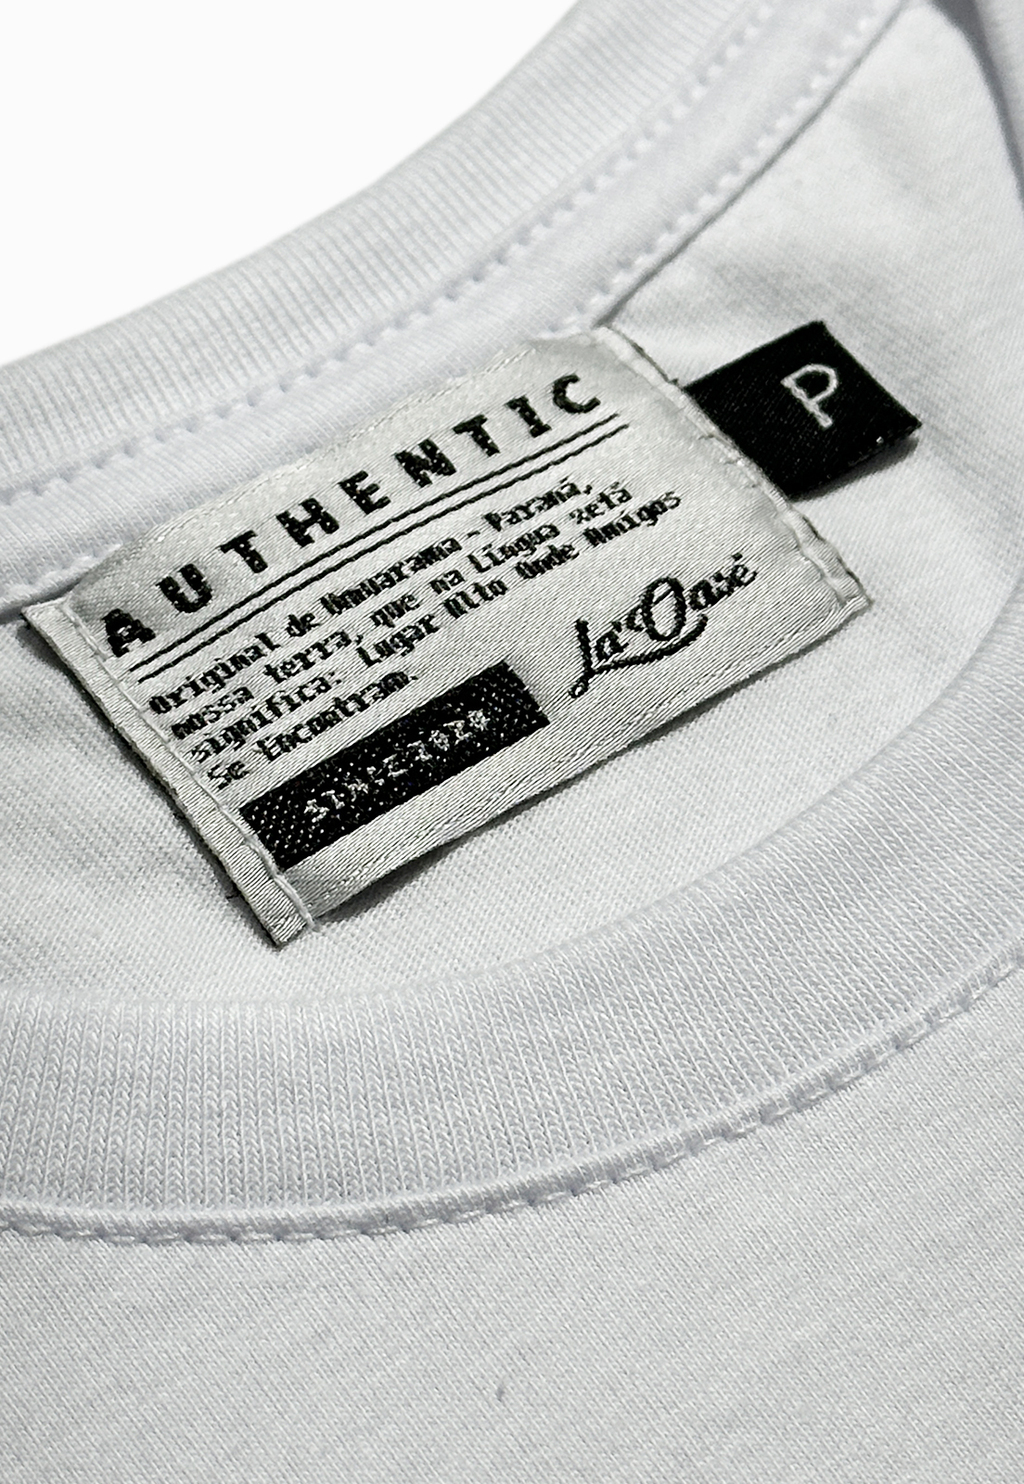 AUTHENTIC
Original de Umuarama - Paraná,
nossa terra, que na Língua xetá
significa: Lugar Alto Onde Amigos
Se Encontram.
SINCE 2020
La'Oasé
P